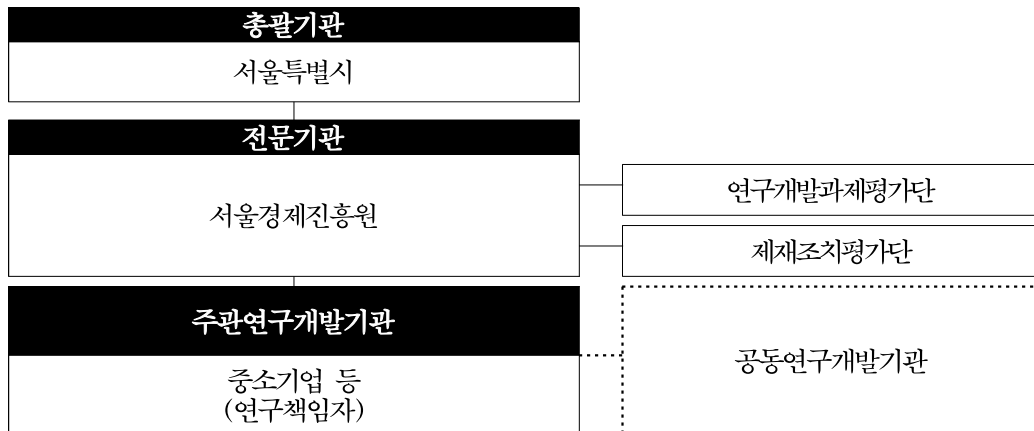 총괄기관
서울특별시
전문기관
서울경제진흥원
연구개발과제평가단
제재조치평가단
주관연구개발기관
중소기업 등
(연구책임자)
공동연구개발기관